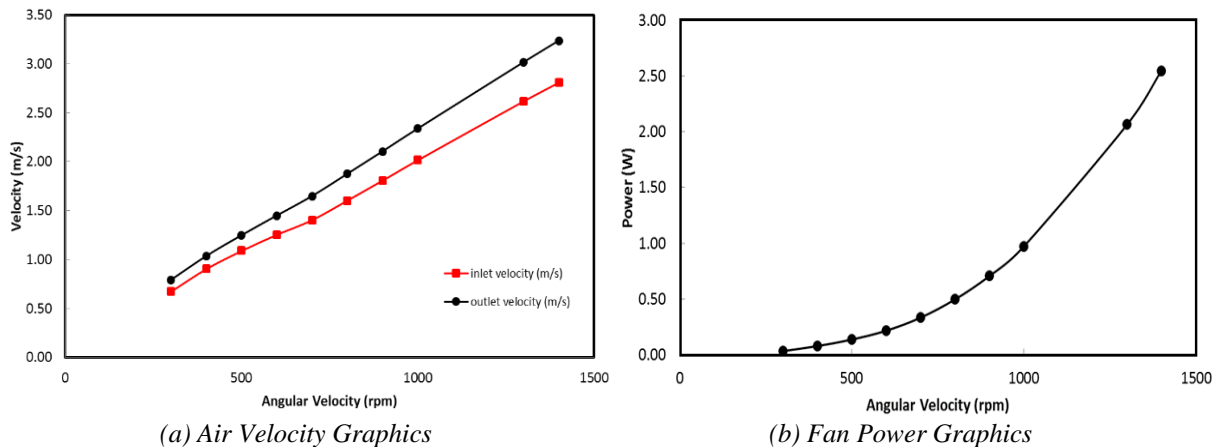 3.50
3.00
2.50
2.00
1.50
1.00
0.50
0.00
Velocity (m/s)
inlet velocity (m/s)
outlet velocity (m/s)
0 500 1000 1500
Angular Velocity (rpm)
(a) Air Velocity Graphics
3.00
2.50
2.00
1.50
1.00
0.50
0.00
Power (W)
0 500 1000 1500
Angular Velocity (rpm)
(b) Fan Power Graphics